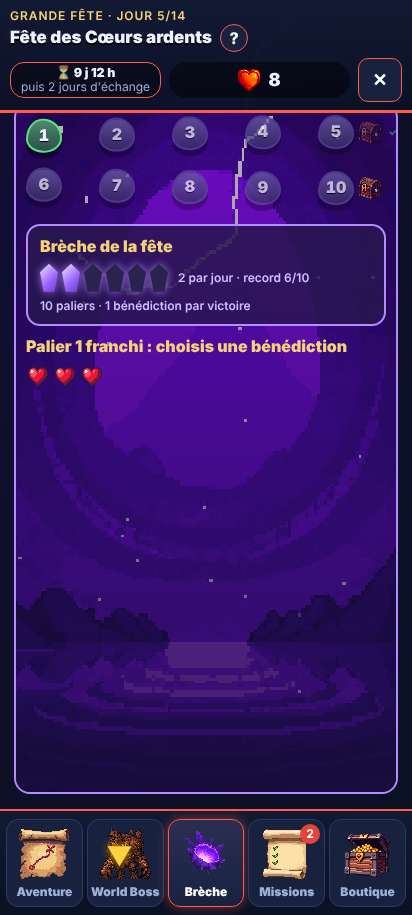 GRANDE FÊTE · JOUR 5/14
Fête des Cœurs ardents ?
9 j 12 h
puis 2 jours d'échange
8
×
1 2 3 4 5
6 7 8 9 10
Brèche de la fête
2 par jour · record 6/10
10 paliers · 1 bénédiction par victoire
Palier 1 franchi : choisis une bénédiction
2
Aventure World Boss Brèche Missions Boutique